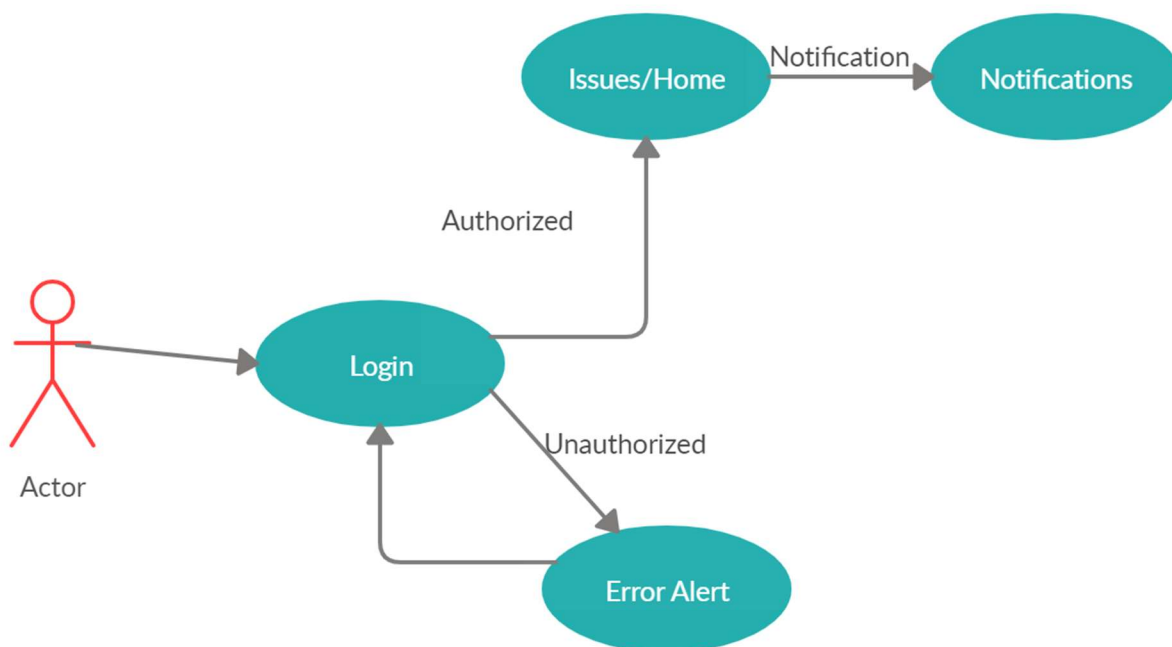 Notification
Issues/Home
Notifications
Authorized
Login
Unauthorized
Actor
Error Alert